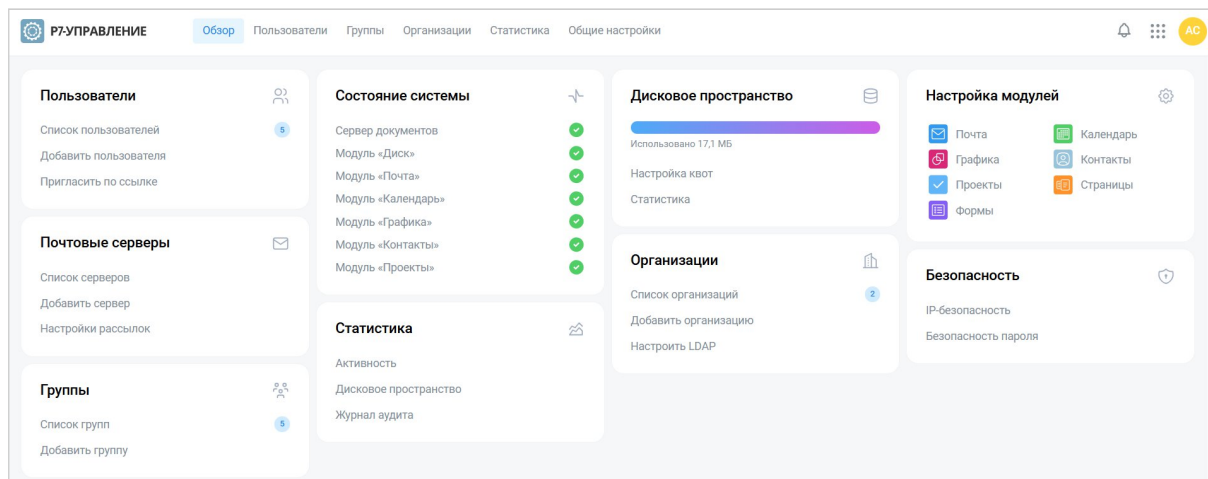 Р7-УПРАВЛЕНИЕ
Обзор
Пользователи
Группы
Организации
Статистика
Общие настройки
АС
Пользователи
Список пользователей 5
Добавить пользователя
Пригласить по ссылке
Почтовые серверы
Список серверов
Добавить сервер
Настройки рассылок
Группы
Список групп 5
Добавить группу
Состояние системы
Сервер документов
Модуль «Диск»
Модуль «Почта»
Модуль «Календарь»
Модуль «Графика»
Модуль «Контакты»
Модуль «Проекты»
Статистика
Активность
Дисковое пространство
Журнал аудита
Дисковое пространство
Использовано 17,1 МБ
Настройка квот
Статистика
Организации
Список организаций 2
Добавить организацию
Настроить LDAP
Настройка модулей
Почта
Календарь
Графика
Контакты
Проекты
Страницы
Формы
Безопасность
IP-безопасность
Безопасность пароля